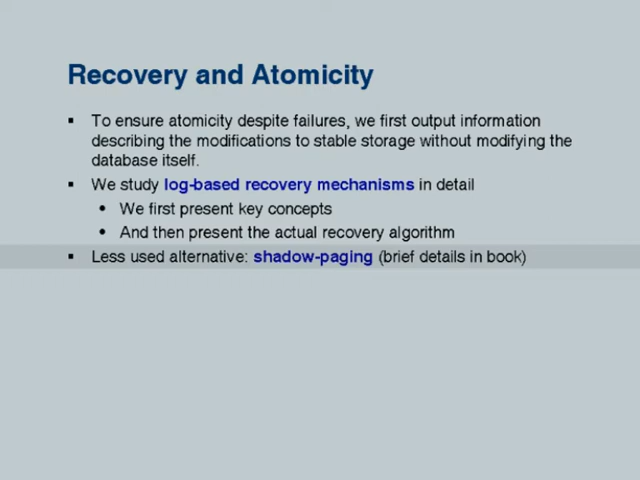 Recovery and Atomicity
▪ To ensure atomicity despite failures, we first output information
describing the modifications to stable storage without modifying the
database itself.
▪ We study log-based recovery mechanisms in detail
• We first present key concepts
• And then present the actual recovery algorithm
▪ Less used alternative: shadow-paging (brief details in book)